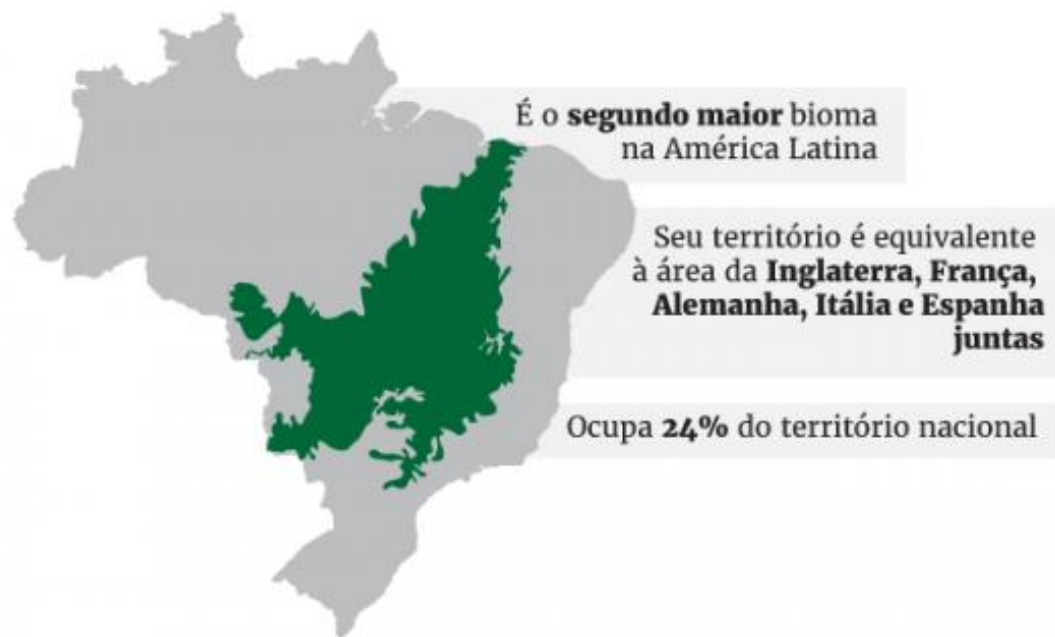 É o segundo maior bioma
na América Latina
Seu território é equivalente
à área da Inglaterra, França,
Alemanha, Itália e Espanha
juntas
Ocupa 24% do território nacional